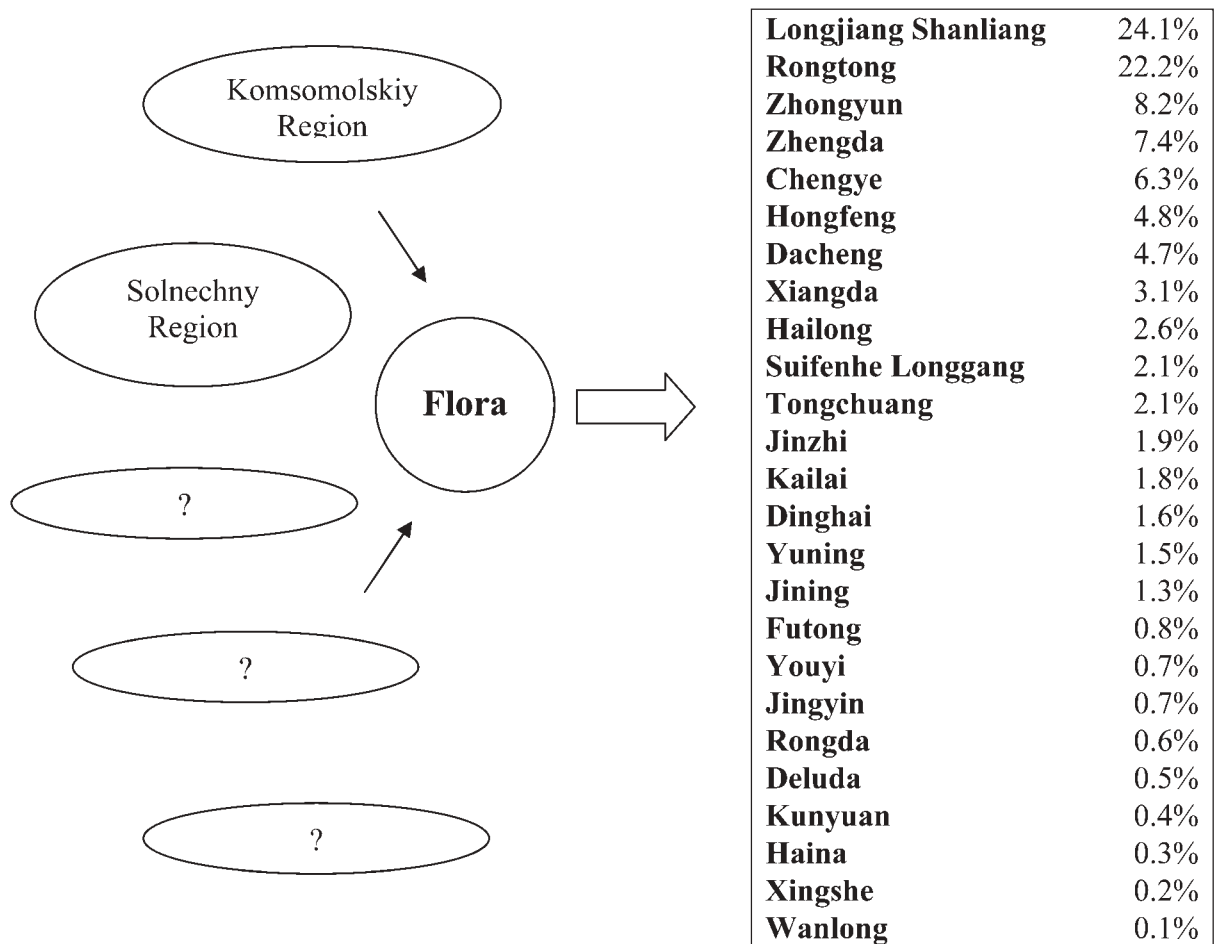 Komsomolskiy
Region
Solnechny
Region
?
?
?
Flora
Longjiang Shanliang 24.1%
Rongtong 22.2%
Zhongyun 8.2%
Zhengda 7.4%
Chengye 6.3%
Hongfeng 4.8%
Dacheng 4.7%
Xiangda 3.1%
Hailong 2.6%
Suifenhe Longgang 2.1%
Tongchuang 2.1%
Jinzhi 1.9%
Kailai 1.8%
Dinghai 1.6%
Yuning 1.5%
Jining 1.3%
Futong 0.8%
Youyi 0.7%
Jingyin 0.7%
Rongda 0.6%
Deluda 0.5%
Kunyuan 0.4%
Haina 0.3%
Xingshe 0.2%
Wanlong 0.1%